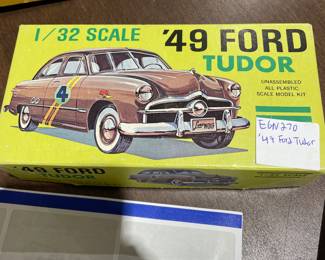 1/32 SCALE
'49 FORD
TUDOR
UNASSEMBLED
ALL PLASTIC
SCALE MODEL KIT
4
EGN270
'49 Ford Tudor
'49 FORD
TUDOR